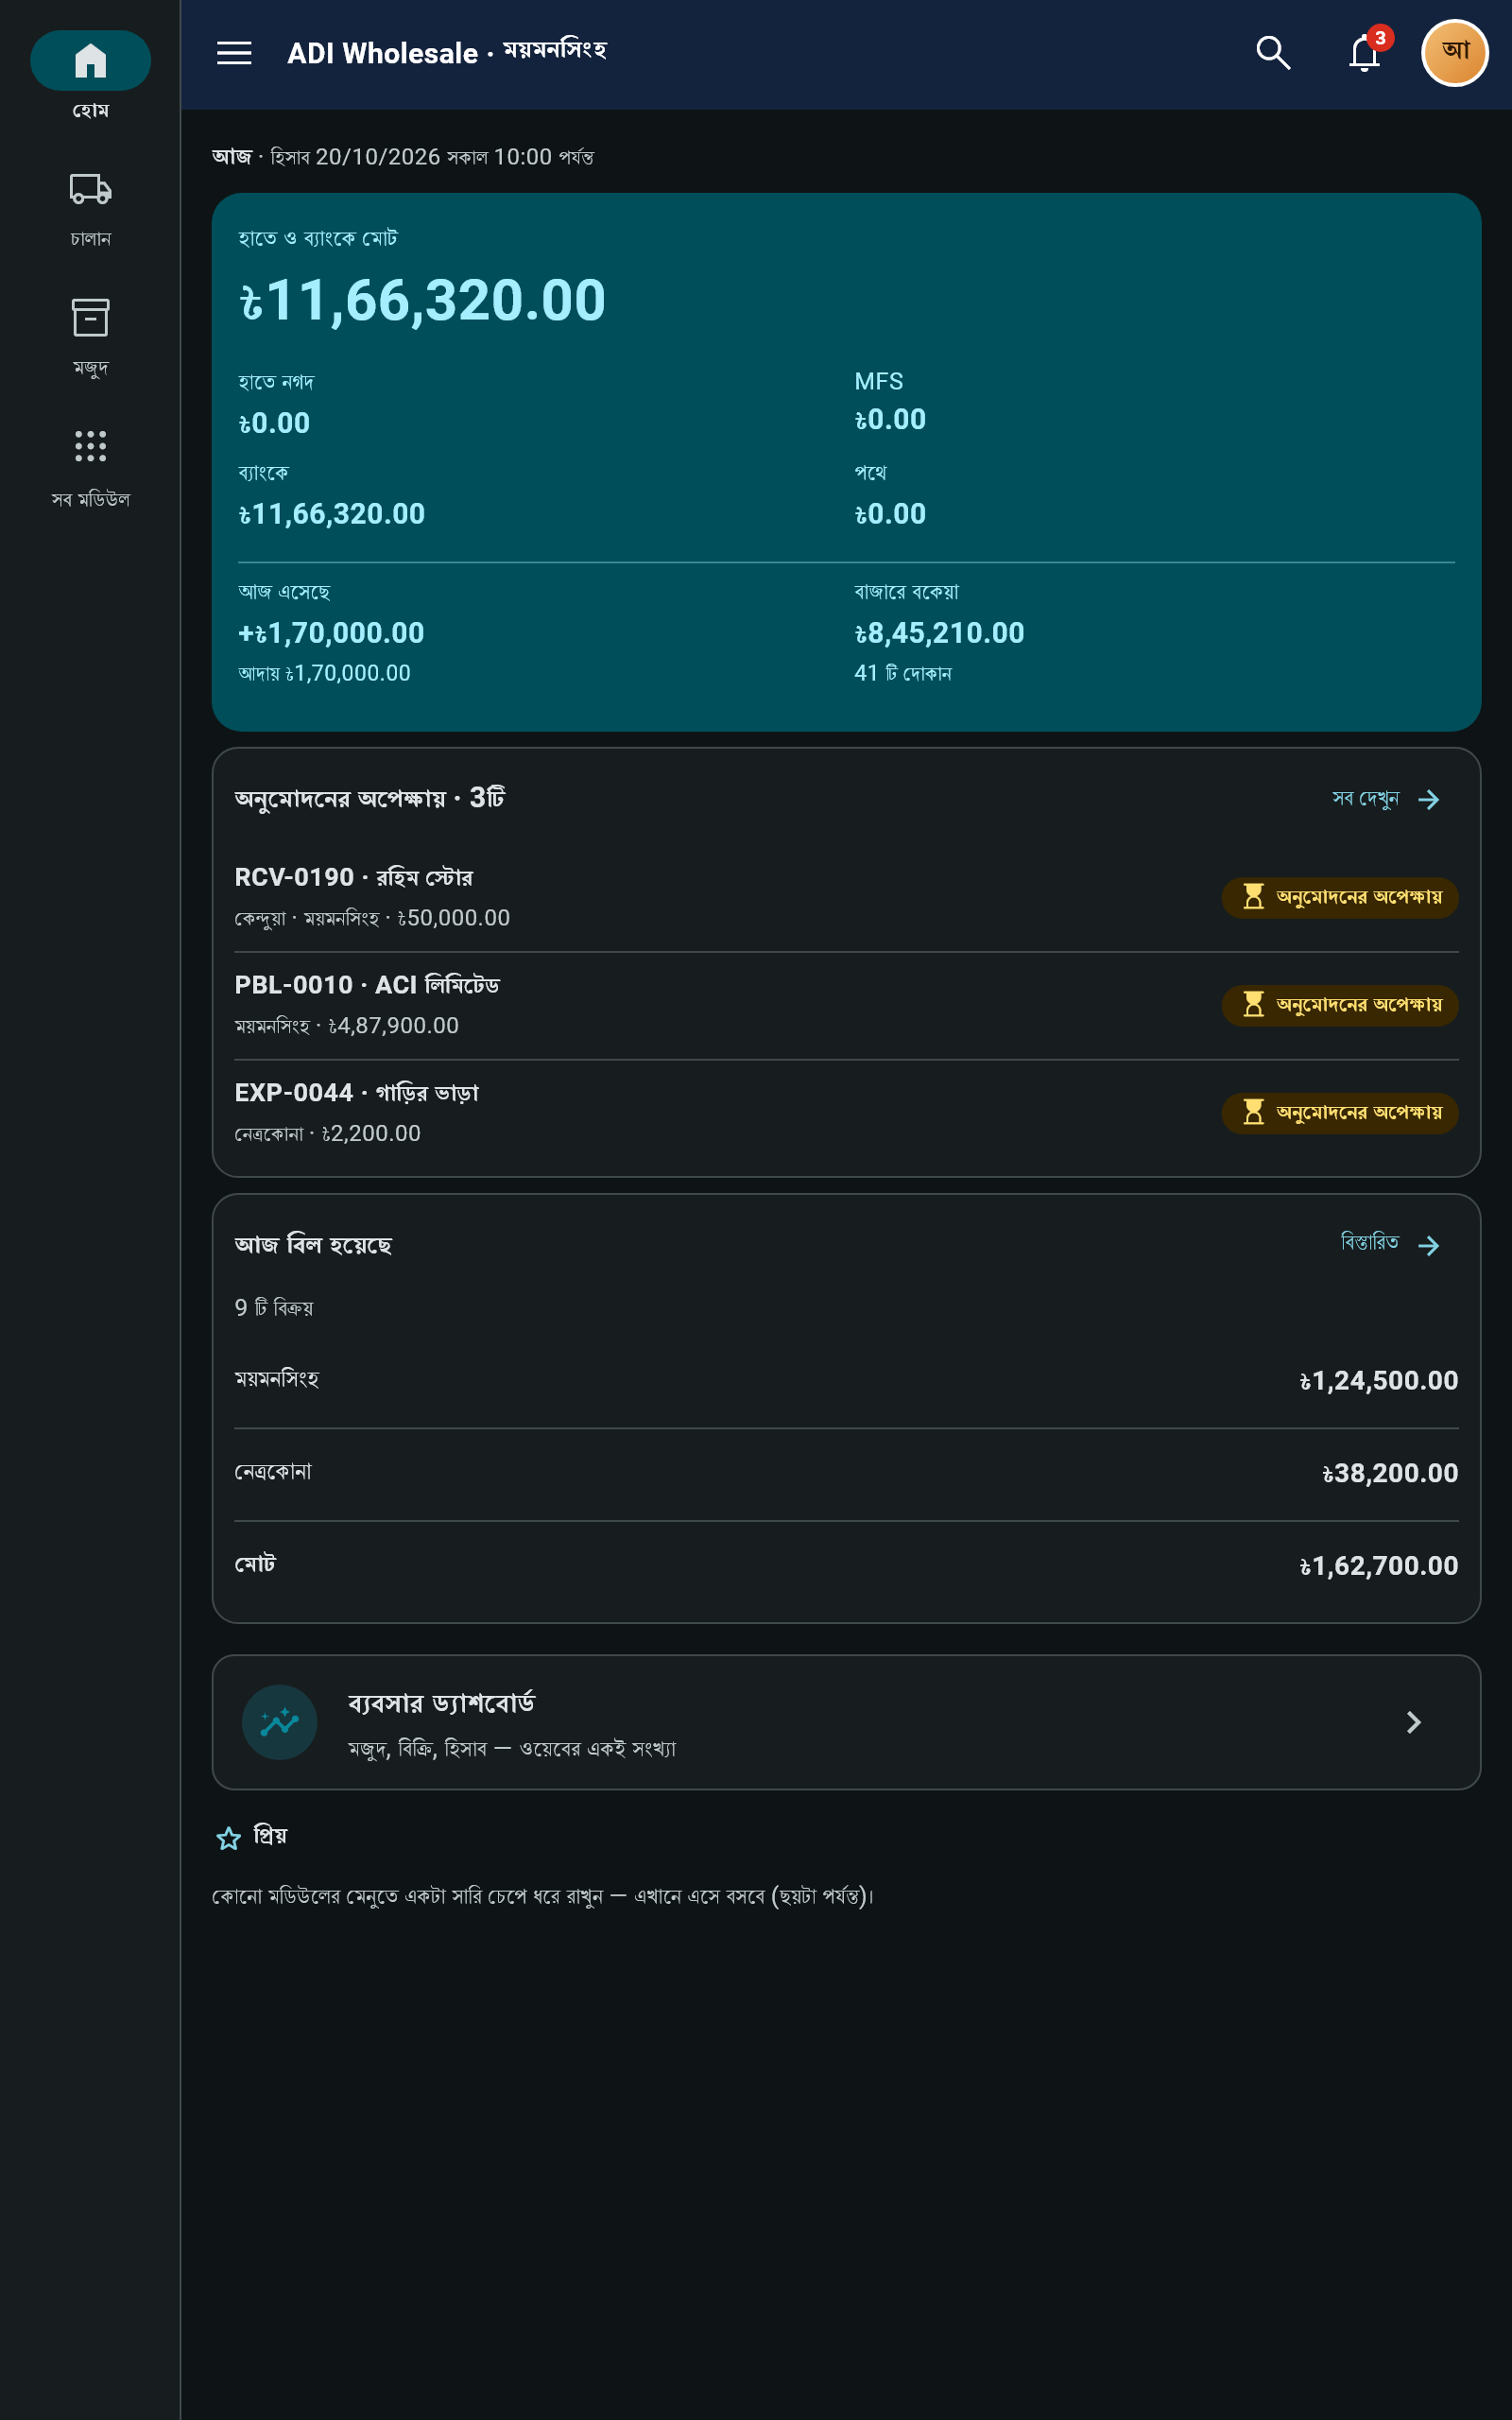 হোম
চালান
মজুদ
সব মডিউল
ADI Wholesale · ময়মনসিংহ
3
আ
আজ · হিসাব 20/10/2026 সকাল 10:00 পর্যন্ত
হাতে ও ব্যাংকে মোট
৳11,66,320.00
হাতে নগদ
৳0.00
MFS
৳0.00
ব্যাংকে
৳11,66,320.00
পথে
৳0.00
আজ এসেছে
+৳1,70,000.00
আদায় ৳1,70,000.00
বাজারে বকেয়া
৳8,45,210.00
41 টি দোকান
অনুমোদনের অপেক্ষায় · 3টি
সব দেখুন
RCV-0190 · রহিম স্টোর
কেন্দুয়া · ময়মনসিংহ · ৳50,000.00
অনুমোদনের অপেক্ষায়
PBL-0010 · ACI লিমিটেড
ময়মনসিংহ · ৳4,87,900.00
অনুমোদনের অপেক্ষায়
EXP-0044 · গাড়ির ভাড়া
নেত্রকোনা · ৳2,200.00
অনুমোদনের অপেক্ষায়
আজ বিল হয়েছে
বিস্তারিত
9 টি বিক্রয়
ময়মনসিংহ
৳1,24,500.00
নেত্রকোনা
৳38,200.00
মোট
৳1,62,700.00
ব্যবসার ড্যাশবোর্ড
মজুদ, বিক্রি, হিসাব — ওয়েবের একই সংখ্যা
প্রিয়
কোনো মডিউলের মেনুতে একটা সারি চেপে ধরে রাখুন — এখানে এসে বসবে (ছয়টা পর্যন্ত)।